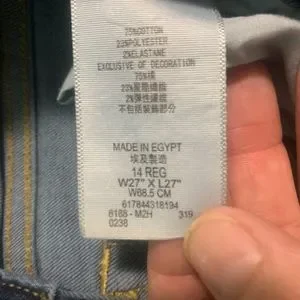 75%COTTON
23%POLYESTER
2%ELASTANE
EXCLUSIVE OF DECORATION
75%棉
23%聚酯纖維
2%彈性纖維
不包括裝飾部分
MADE IN EGYPT
埃及製造
14 REG
W27" X L27"
W68.5 CM
617844318194
8188 - M2H 319
0238